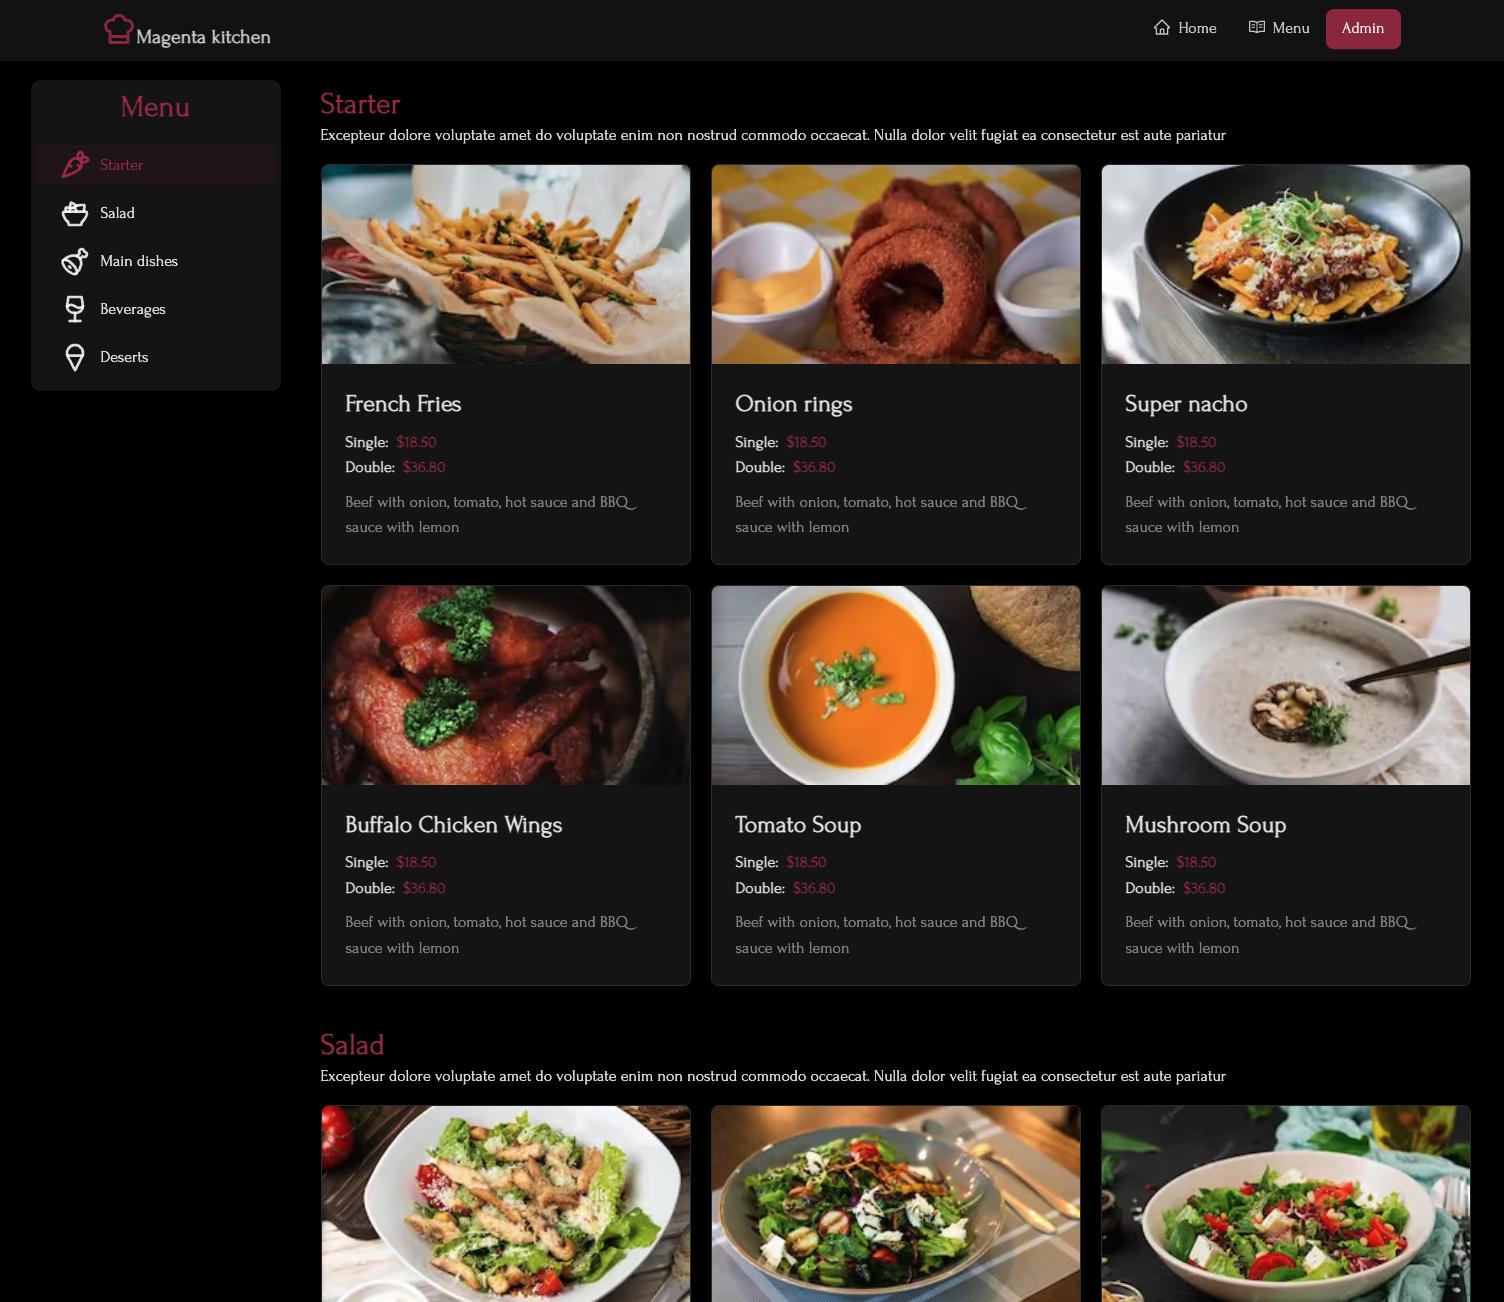 Magenta kitchen
Home
Menu
Admin
Menu
Starter
Salad
Main dishes
Beverages
Deserts
Starter
Excepteur dolore voluptate amet do voluptate enim non nostrud commodo occaecat. Nulla dolor velit fugiat ea consectetur est aute pariatur
French Fries
Single: $18.50
Double: $36.80
Beef with onion, tomato, hot sauce and BBQ
sauce with lemon
Onion rings
Single: $18.50
Double: $36.80
Beef with onion, tomato, hot sauce and BBQ
sauce with lemon
Super nacho
Single: $18.50
Double: $36.80
Beef with onion, tomato, hot sauce and BBQ
sauce with lemon
Buffalo Chicken Wings
Single: $18.50
Double: $36.80
Beef with onion, tomato, hot sauce and BBQ
sauce with lemon
Tomato Soup
Single: $18.50
Double: $36.80
Beef with onion, tomato, hot sauce and BBQ
sauce with lemon
Mushroom Soup
Single: $18.50
Double: $36.80
Beef with onion, tomato, hot sauce and BBQ
sauce with lemon
Salad
Excepteur dolore voluptate amet do voluptate enim non nostrud commodo occaecat. Nulla dolor velit fugiat ea consectetur est aute pariatur